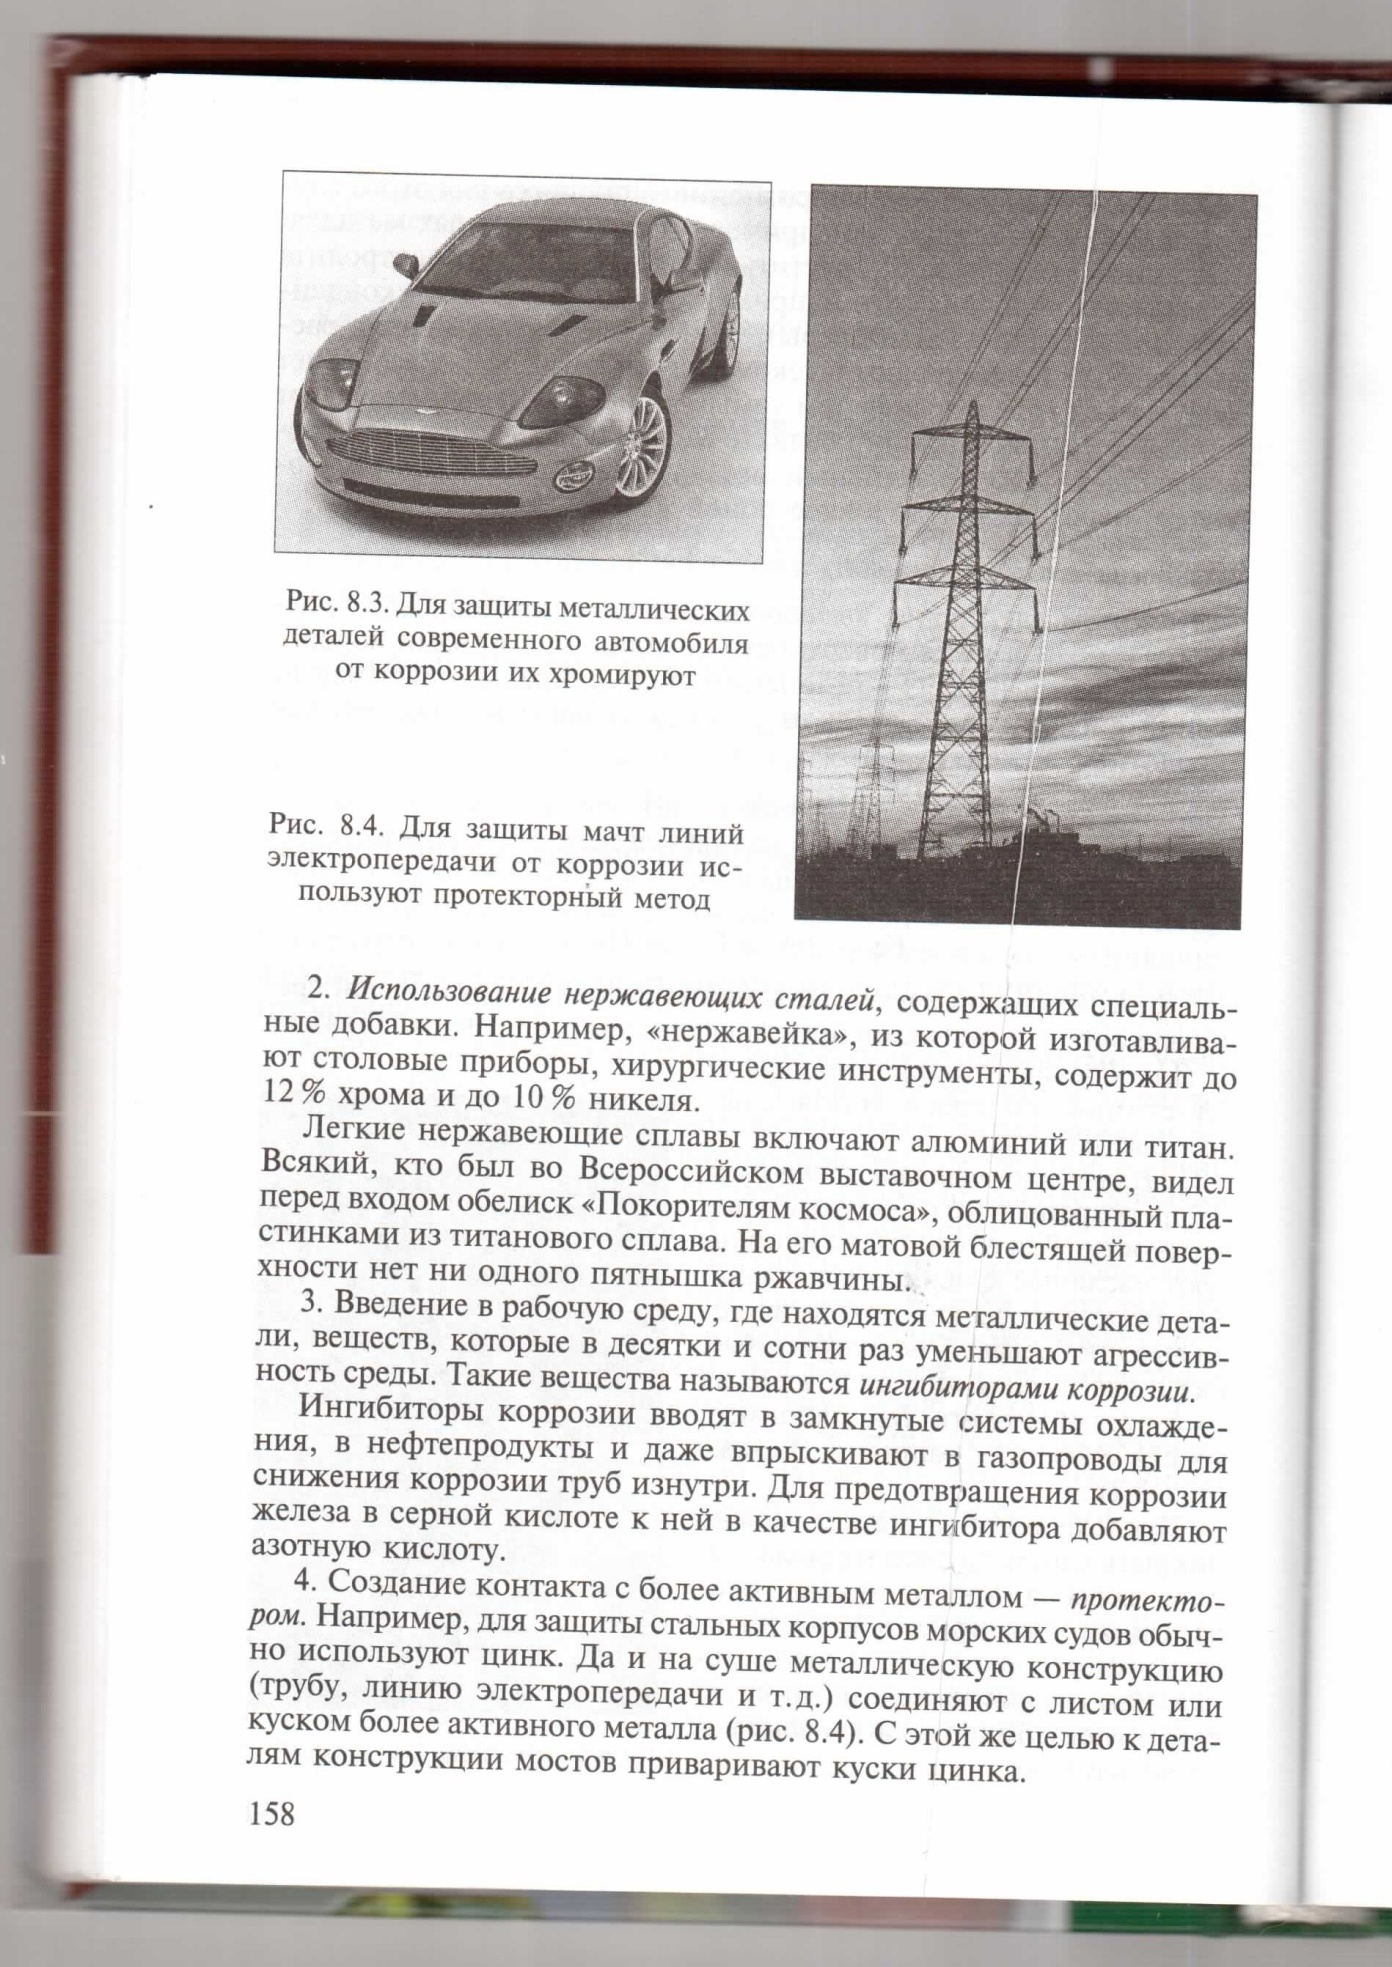 Рис. 8.3. Для защиты металлических
деталей современного автомобиля
от коррозии их хромируют
Рис. 8.4. Для защиты мачт линий
электропередачи от коррозии ис-
пользуют протекторный метод
2. Использование нержавеющих сталей, содержащих специаль-
ные добавки. Например, «нержавейка», из которой изготавлива-
ют столовые приборы, хирургические инструменты, содержит до
12 % хрома и до 10 % никеля.
Легкие нержавеющие сплавы включают алюминий или титан.
Всякий, кто был во Всероссийском выставочном центре, видел
перед входом обелиск «Покорителям космоса», облицованный пла-
стинками из титанового сплава. На его матовой блестящей повер-
хности нет ни одного пятнышка ржавчины.
3. Введение в рабочую среду, где находятся металлические дета-
ли, веществ, которые в десятки и сотни раз уменьшают агрессив-
ность среды. Такие вещества называются ингибиторами коррозии.
Ингибиторы коррозии вводят в замкнутые системы охлажде-
ния, в нефтепродукты и даже впрыскивают в газопроводы для
снижения коррозии труб изнутри. Для предотвращения коррозии
железа в серной кислоте к ней в качестве ингибитора добавляют
азотную кислоту.
4. Создание контакта с более активным металлом — протекто-
ром. Например, для защиты стальных корпусов морских судов обыч-
но используют цинк. Да и на суше металлическую конструкцию
(трубу, линию электропередачи и т.д.) соединяют с листом или
куском более активного металла (рис. 8.4). С этой же целью к дета-
лям конструкции мостов приваривают куски цинка.
158